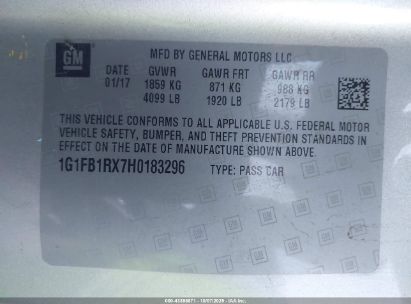 GM
MFD BY GENERAL MOTORS LLC
DATE GVWR GAWR FRT GAWR RR
01/17 1859 KG 871 KG 988 KG
4099 LB 1920 LB 2179 LB
THIS VEHICLE CONFORMS TO ALL APPLICABLE U.S. FEDERAL MOTOR
VEHICLE SAFETY, BUMPER, AND THEFT PREVENTION STANDARDS IN
EFFECT ON THE DATE OF MANUFACTURE SHOWN ABOVE.
1G1FB1RX7H0183296 TYPE: PASS CAR